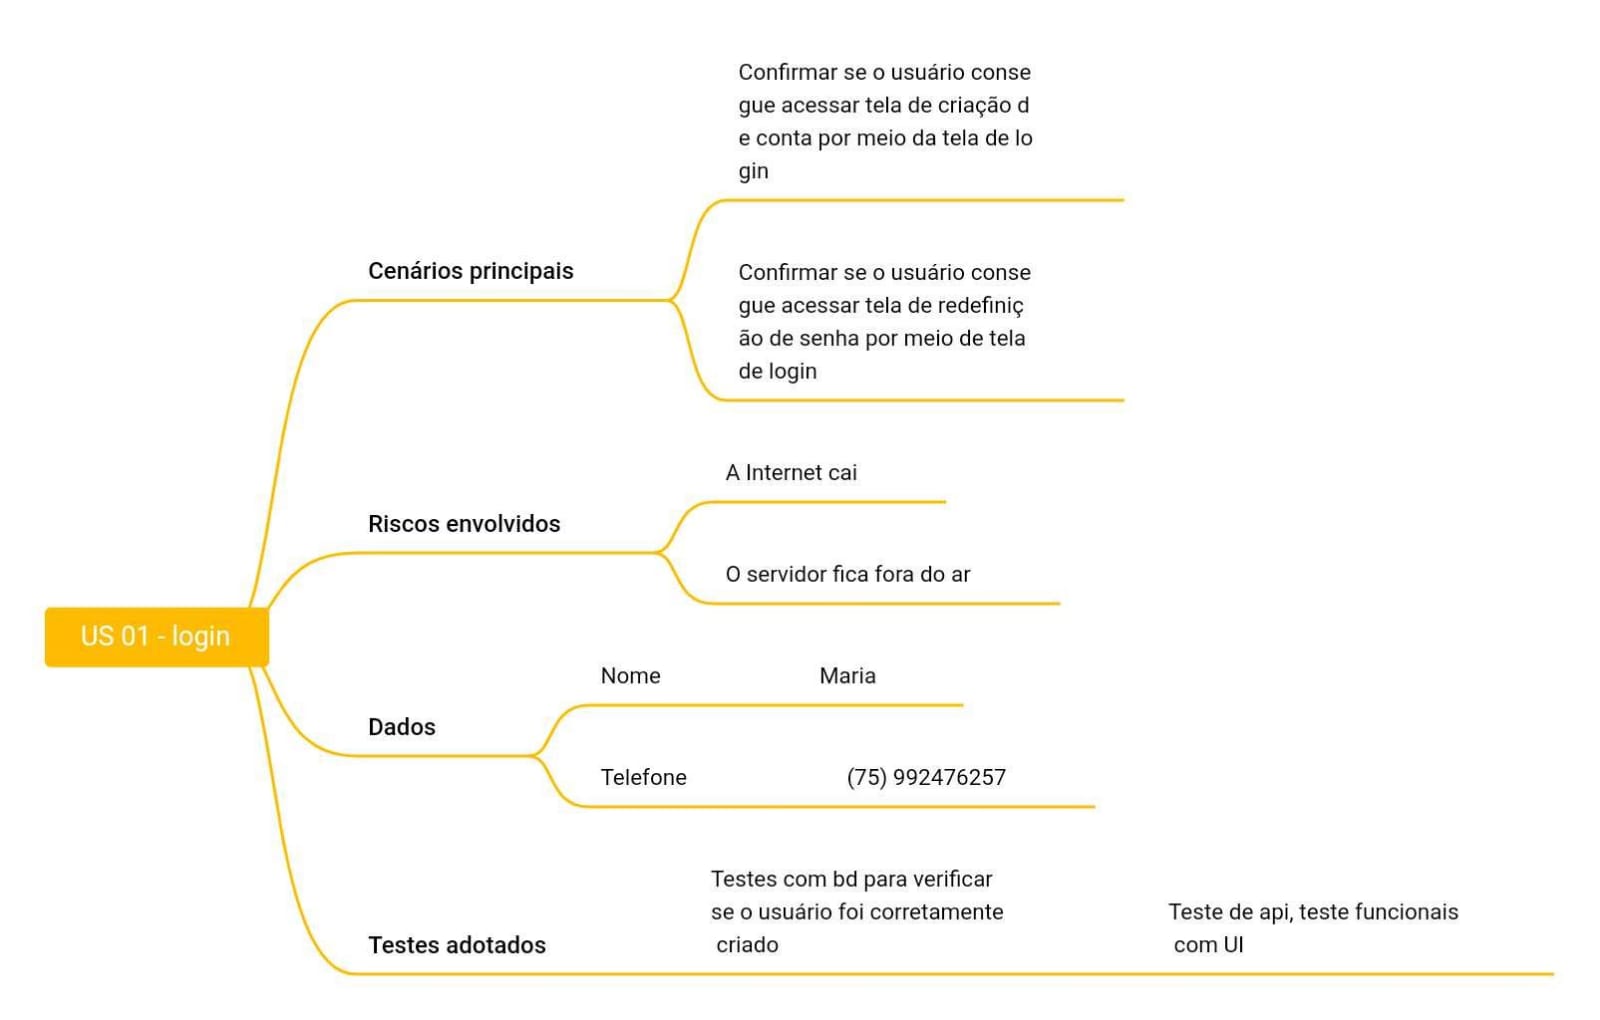 Confirmar se o usuário conse
gue acessar tela de criação d
e conta por meio da tela de lo
gin
Cenários principais
Confirmar se o usuário conse
gue acessar tela de redefiniç
ão de senha por meio de tela
de login
A Internet cai
Riscos envolvidos
O servidor fica fora do ar
US 01 - login
Nome Maria
Dados
Telefone (75) 992476257
Testes com bd para verificar
se o usuário foi corretamente
criado
Teste de api, teste funcionais
com UI
Testes adotados